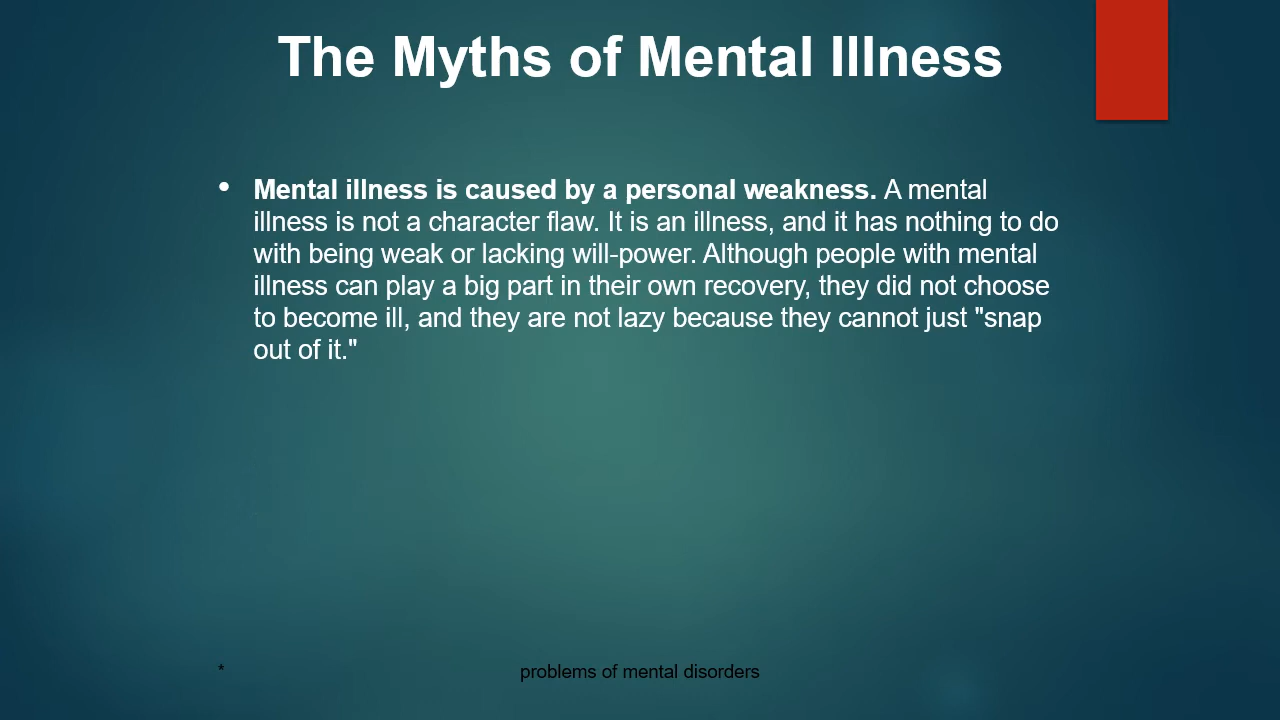 The Myths of Mental Illness
• Mental illness is caused by a personal weakness. A mental
illness is not a character flaw. It is an illness, and it has nothing to do
with being weak or lacking will-power. Although people with mental
illness can play a big part in their own recovery, they did not choose
to become ill, and they are not lazy because they cannot just "snap
out of it."
* problems of mental disorders